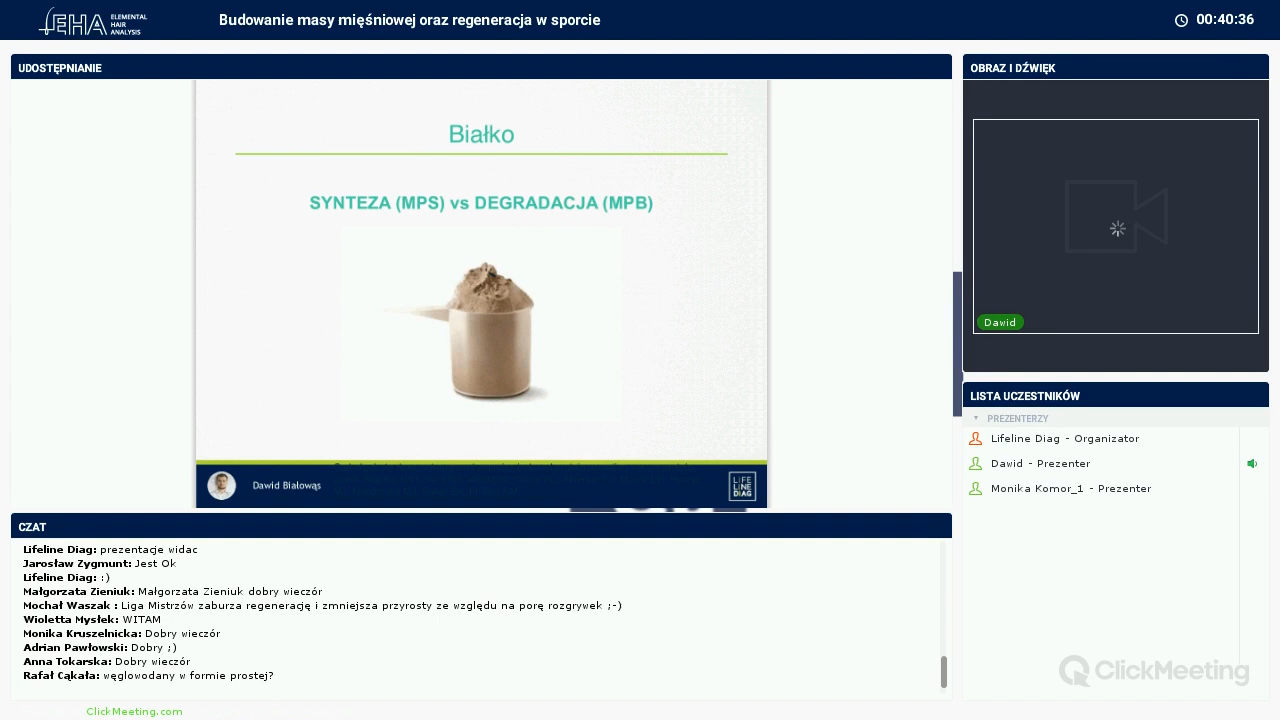 EHA ELEMENTAL HAIR ANALYSIS
Budowanie masy mięśniowej oraz regeneracja w sporcie
00:40:36
UDOSTĘPNIANIE
Białko
SYNTEZA (MPS) vs DEGRADACJA (MPB)
Dawid Białowąs
LIFE
LINE
DIAG
CZAT
Lifeline Diag: prezentacje widac
Jarosław Zygmunt: Jest Ok
Lifeline Diag: :)
Małgorzata Zieniuk: Małgorzata Zieniuk dobry wieczór
Mochał Waszak : Liga Mistrzów zaburza regenerację i zmniejsza przyrosty ze względu na porę rozgrywek ;-)
Wioletta Mysłek: WITAM
Monika Kruszelnicka: Dobry wieczór
Adrian Pawłowski: Dobry ;)
Anna Tokarska: Dobry wieczór
Rafał Cąkała: węglowodany w formie prostej?
ClickMeeting.com
OBRAZ I DŹWIĘK
Dawid
LISTA UCZESTNIKÓW
PREZENTERZY
Lifeline Diag - Organizator
Dawid - Prezenter
Monika Komor_1 - Prezenter
ClickMeeting